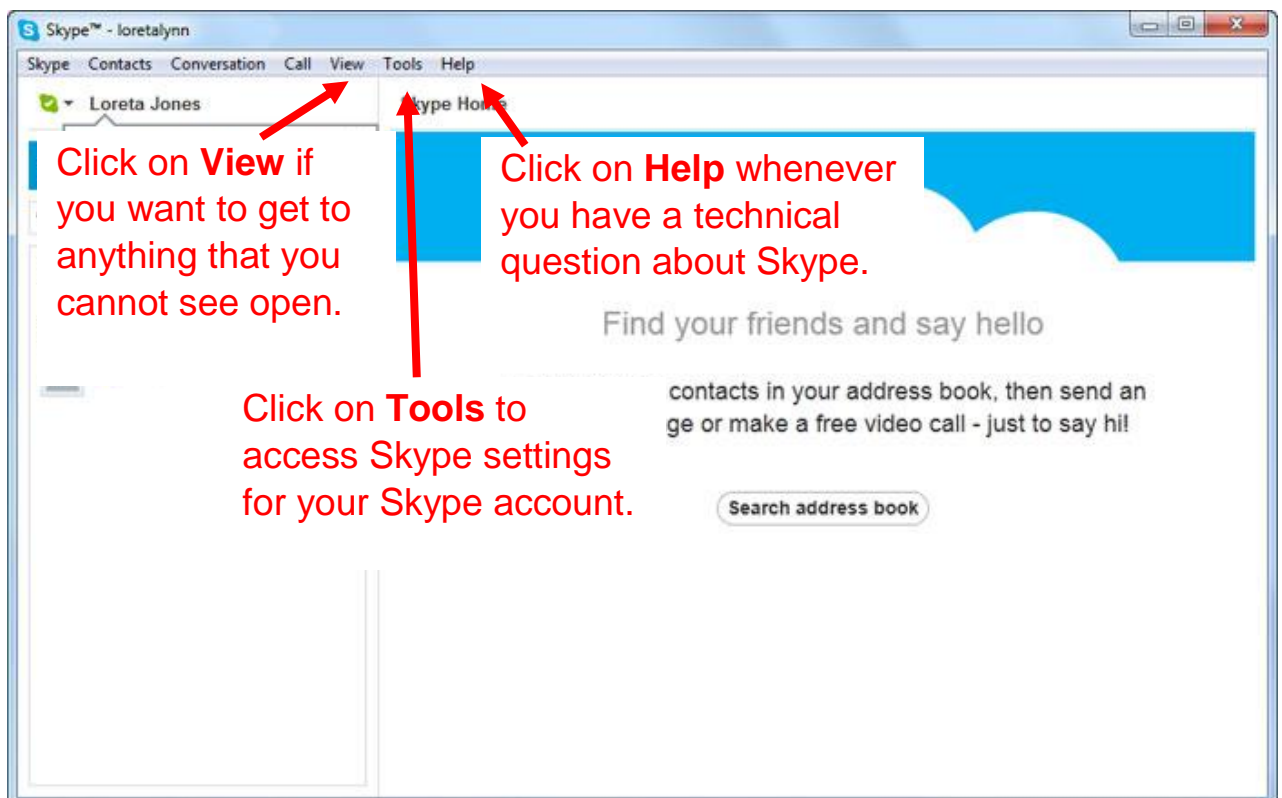 Skype™ - loretalynn
Skype Contacts Conversation Call View Tools Help
Loreta Jones
Skype Home
Click on View if
you want to get to
anything that you
cannot see open.
Click on Help whenever
you have a technical
question about Skype.
Find your friends and say hello
contacts in your address book, then send an
ge or make a free video call - just to say hi!
Click on Tools to
access Skype settings
for your Skype account.
Search address book